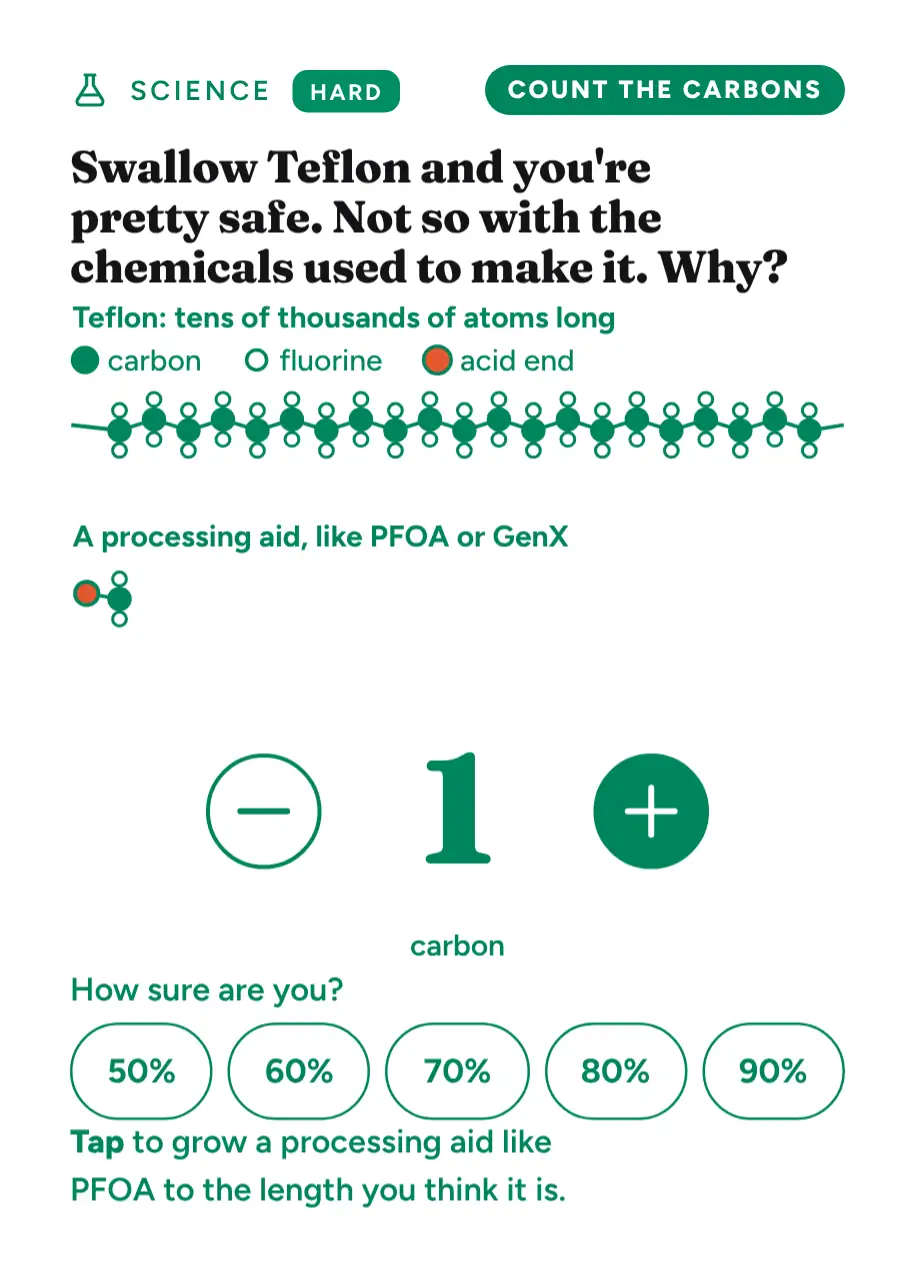 SCIENCE HARD COUNT THE CARBONS
Swallow Teflon and you're
pretty safe. Not so with the
chemicals used to make it. Why?
Teflon: tens of thousands of atoms long
carbon fluorine acid end
A processing aid, like PFOA or GenX
− 1 +
carbon
How sure are you?
50% 60% 70% 80% 90%
Tap to grow a processing aid like
PFOA to the length you think it is.